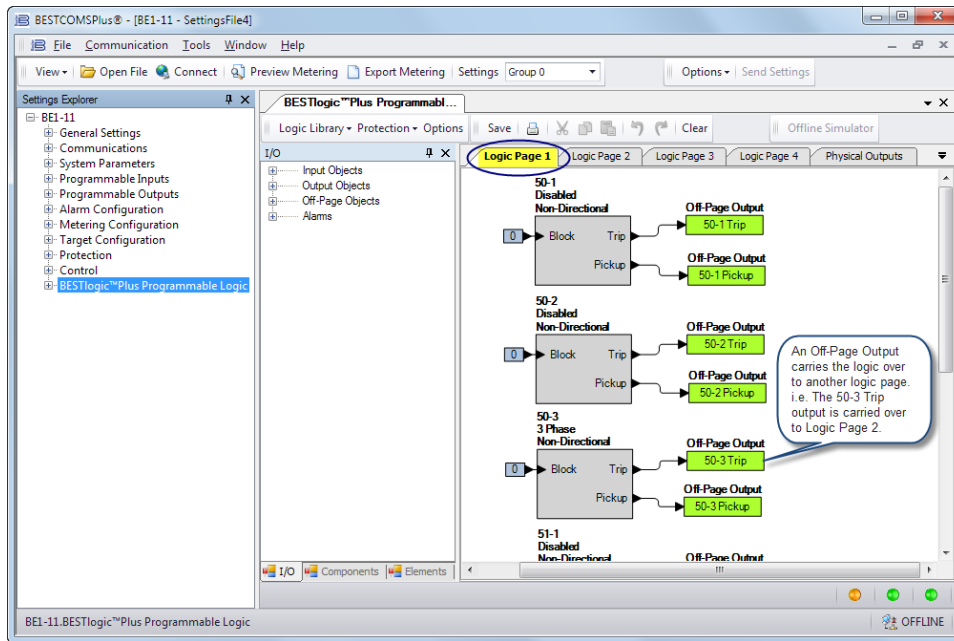 BESTCOMSPlus® - [BE1-11 - SettingsFile4]
File Communication Tools Window Help
View Open File Connect Preview Metering Export Metering Settings Group 0 Options Send Settings
Settings Explorer
BE1-11
General Settings
Communications
System Parameters
Programmable Inputs
Programmable Outputs
Alarm Configuration
Metering Configuration
Target Configuration
Protection
Control
BESTlogic™Plus Programmable Logic
BESTlogic™Plus Programmabl...
Logic Library Protection Options Save Clear Offline Simulator
I/O
Input Objects
Output Objects
Off-Page Objects
Alarms
I/O Components Elements
Logic Page 1 Logic Page 2 Logic Page 3 Logic Page 4 Physical Outputs
50-1
Disabled
Non-Directional
0 Block Trip
Pickup
Off-Page Output
50-1 Trip
Off-Page Output
50-1 Pickup
50-2
Disabled
Non-Directional
0 Block Trip
Pickup
Off-Page Output
50-2 Trip
Off-Page Output
50-2 Pickup
An Off-Page Output
carries the logic over
to another logic page.
i.e. The 50-3 Trip
output is carried over
to Logic Page 2.
50-3
3 Phase
Non-Directional
0 Block Trip
Pickup
Off-Page Output
50-3 Trip
Off-Page Output
50-3 Pickup
51-1
Disabled
Non-Directional
Off-Page Output
BE1-11.BESTlogic™Plus Programmable Logic
OFFLINE